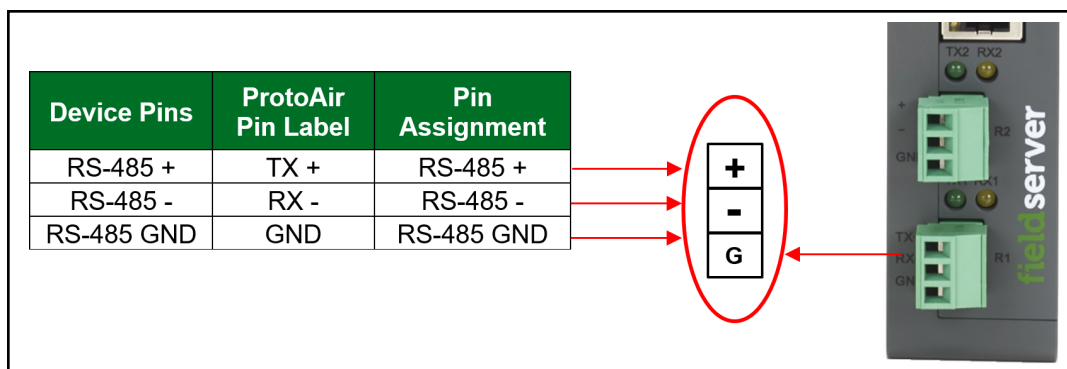 Device Pins
ProtoAir Pin Label
Pin Assignment
RS-485 +
TX +
RS-485 +
RS-485 -
RX -
RS-485 -
RS-485 GND
GND
RS-485 GND
+
-
G
TX2 RX2
+
-
R2
RX1
TX
RX
R1
fieldserver